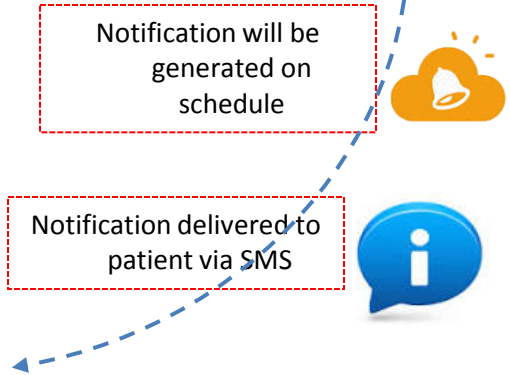 Notification will be
generated on
schedule
Notification delivered to
patient via SMS